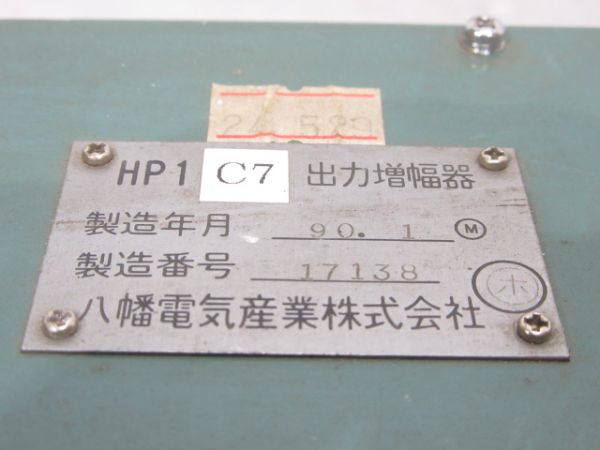 24 529
HP1 C7 出力増幅器
製造年月 90. 1 Ⓜ
製造番号 17138 ホ
八幡電気産業株式会社